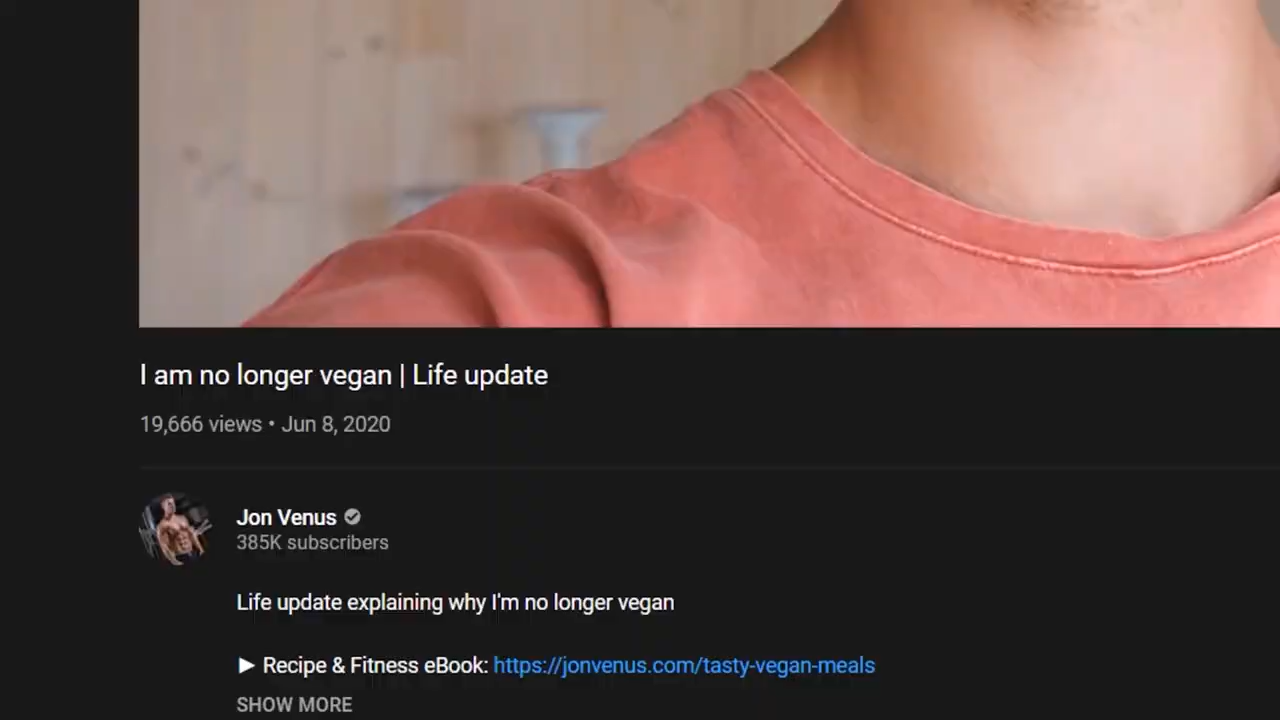 I am no longer vegan | Life update
19,666 views • Jun 8, 2020
Jon Venus
385K subscribers
Life update explaining why I'm no longer vegan
► Recipe & Fitness eBook: https://jonvenus.com/tasty-vegan-meals
SHOW MORE